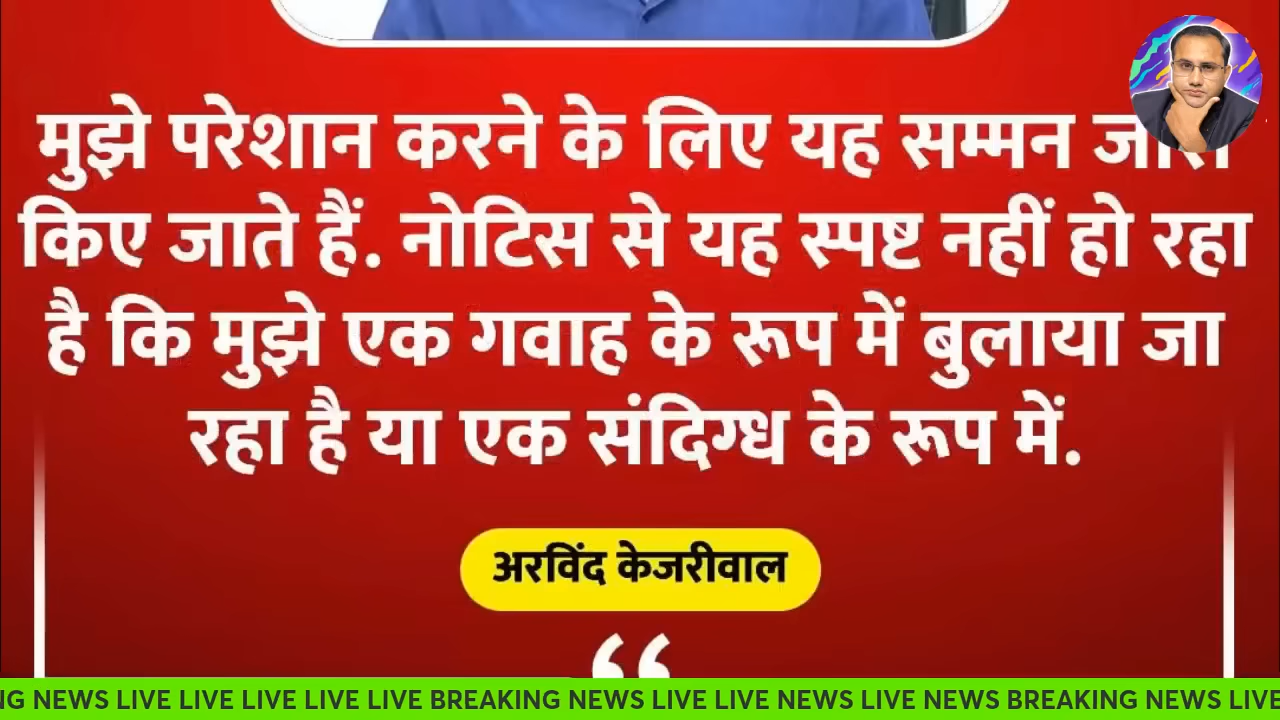 मुझे परेशान करने के लिए यह सम्मन
किए जाते हैं. नोटिस से यह स्पष्ट नहीं हो रहा
है कि मुझे एक गवाह के रूप में बुलाया जा
रहा है या एक संदिग्ध के रूप में.
अरविंद केजरीवाल
“
NEWS LIVE LIVE LIVE LIVE LIVE BREAKING NEWS LIVE LIVE NEWS LIVE NEWS BREAKING NEWS LIVE